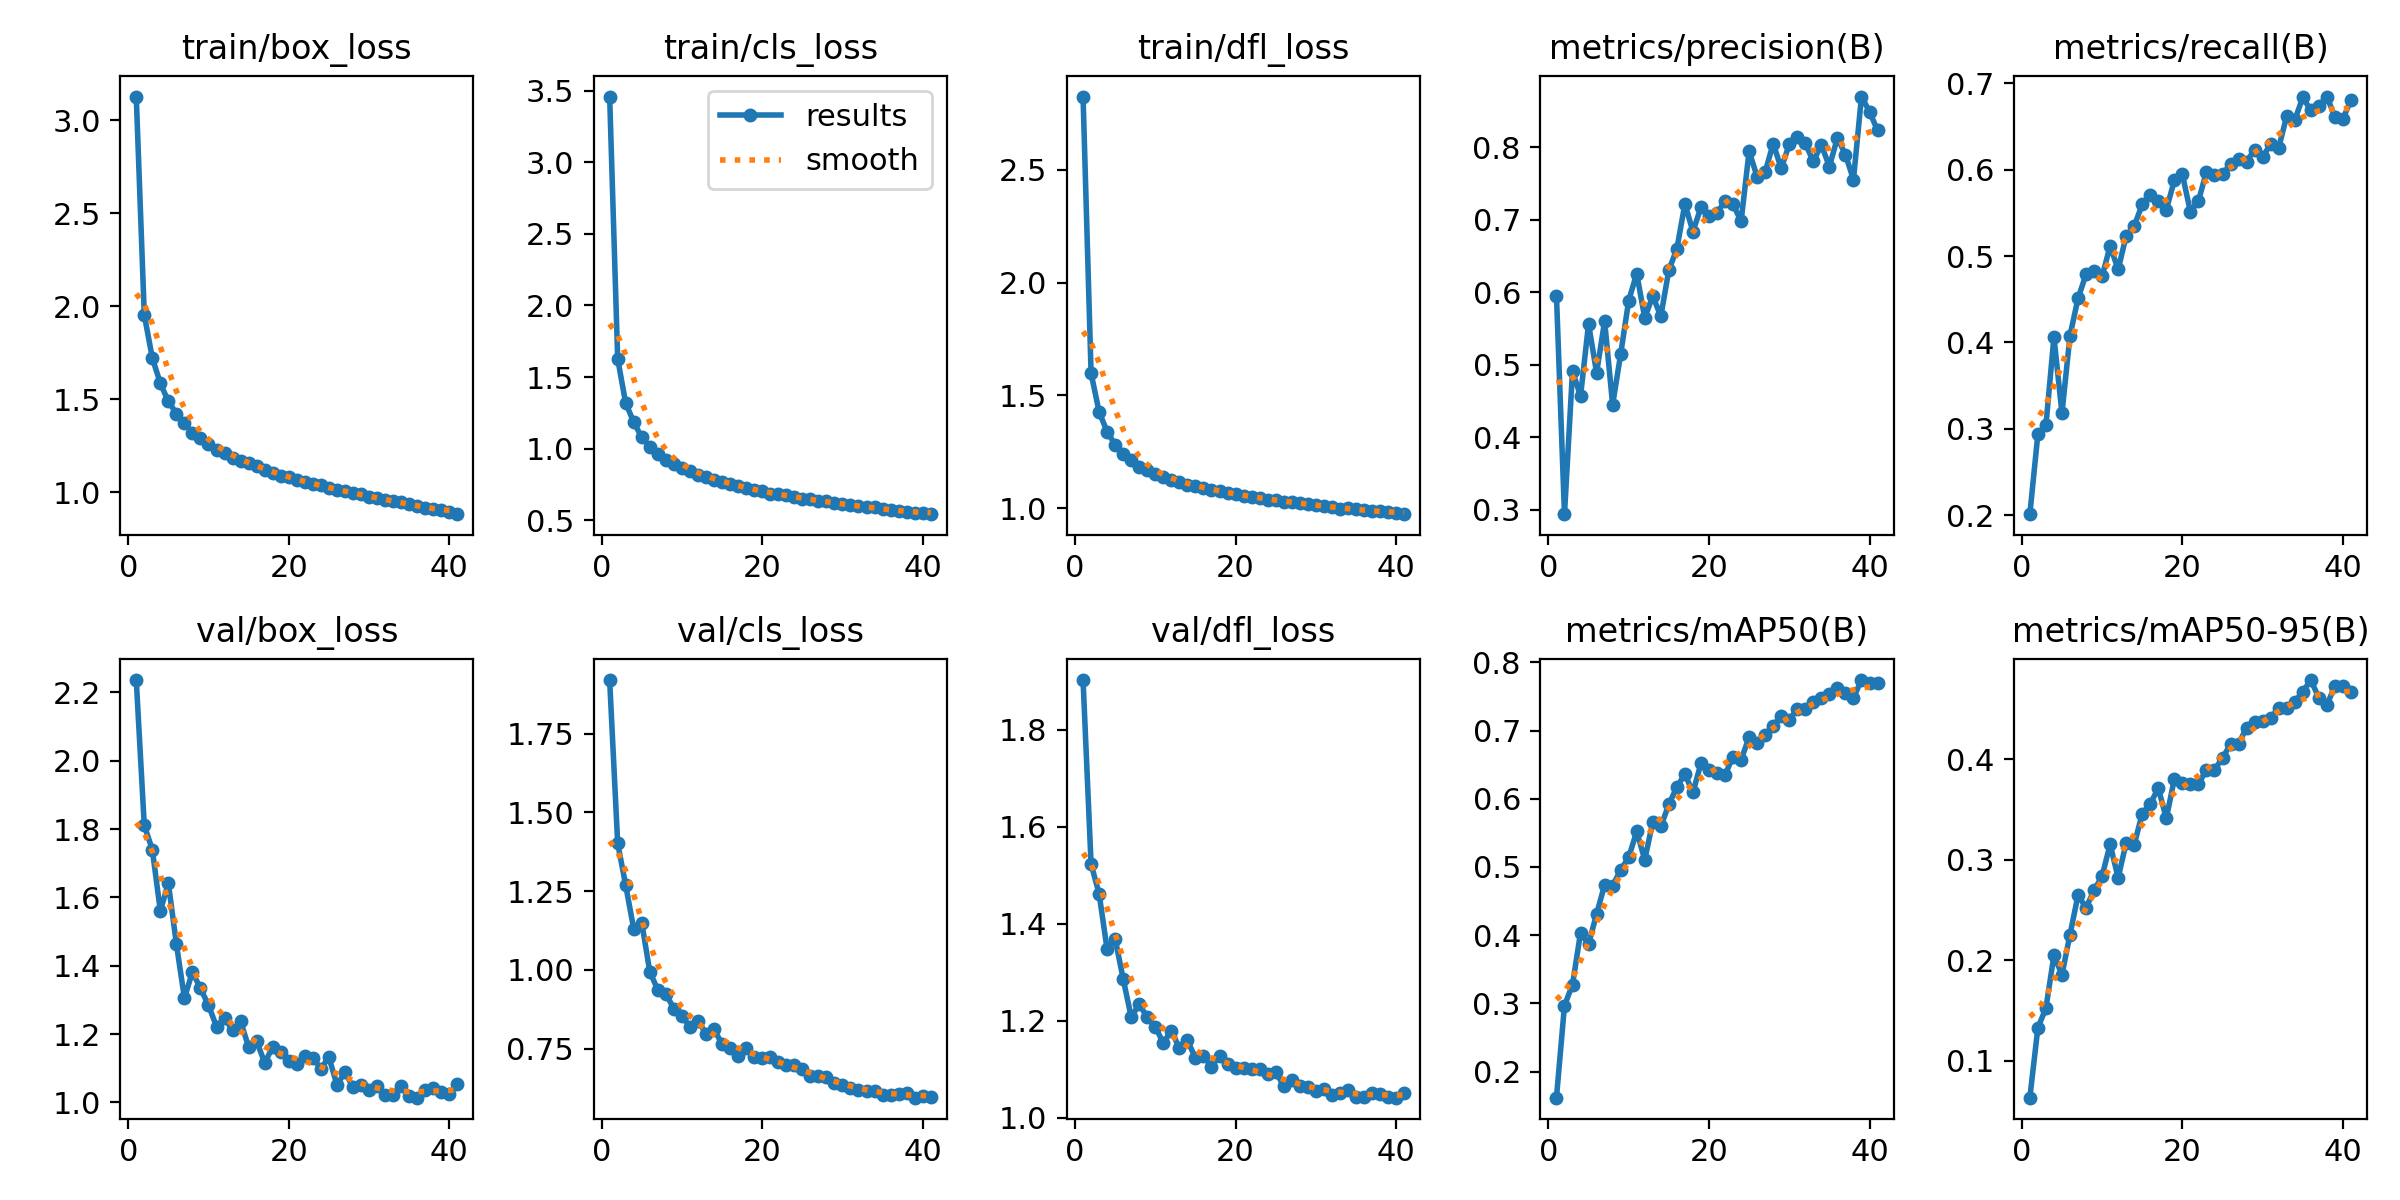 train/box_loss
train/cls_loss
train/dfl_loss
metrics/precision(B)
metrics/recall(B)
3.0
2.5
2.0
1.5
1.0
0 20 40
3.5
3.0
2.5
2.0
1.5
1.0
0.5
0 20 40
results
smooth
2.5
2.0
1.5
1.0
0 20 40
0.8
0.7
0.6
0.5
0.4
0.3
0 20 40
0.7
0.6
0.5
0.4
0.3
0.2
0 20 40
val/box_loss
val/cls_loss
val/dfl_loss
metrics/mAP50(B)
metrics/mAP50-95(B)
2.2
2.0
1.8
1.6
1.4
1.2
1.0
0 20 40
1.75
1.50
1.25
1.00
0.75
0 20 40
1.8
1.6
1.4
1.2
1.0
0 20 40
0.8
0.7
0.6
0.5
0.4
0.3
0.2
0 20 40
0.4
0.3
0.2
0.1
0 20 40